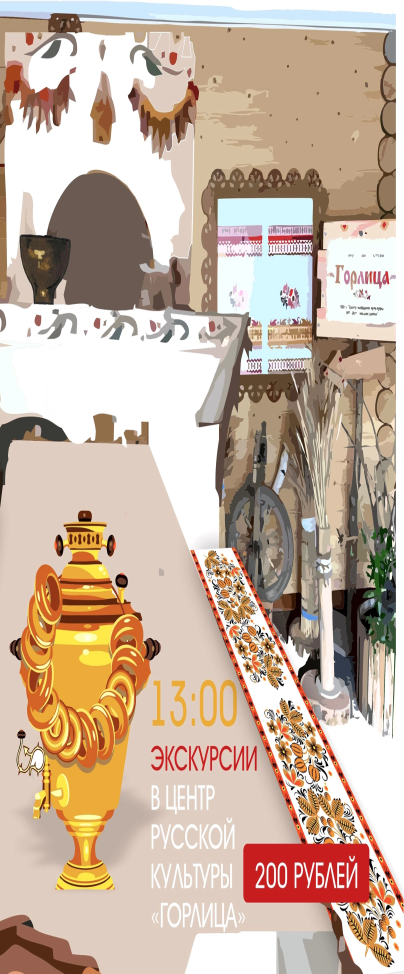 Горлица
13:00
ЭКСКУРСИИ
В ЦЕНТР
РУССКОЙ
КУЛЬТУРЫ
«ГОРЛИЦА»
200 РУБЛЕЙ